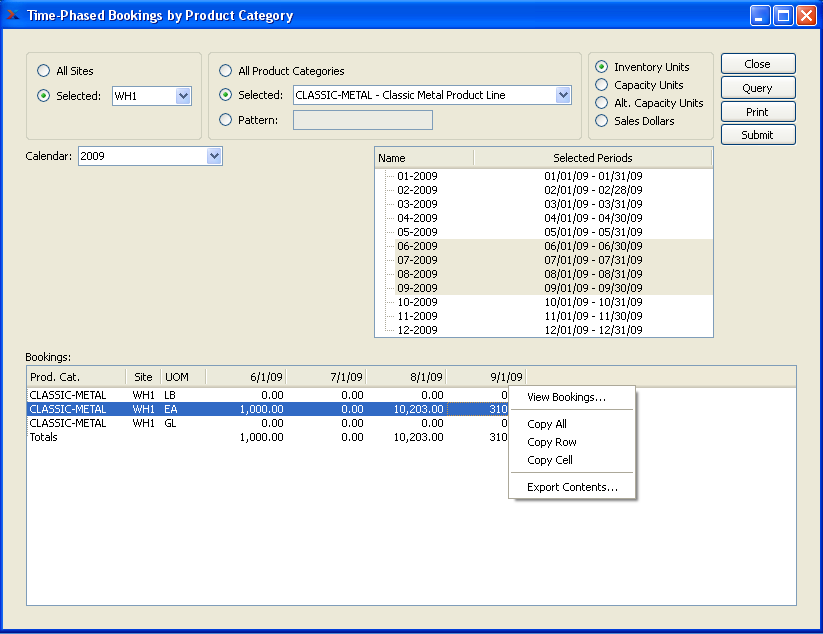 Time-Phased Bookings by Product Category
All Sites
Selected: WH1
All Product Categories
Selected: CLASSIC-METAL - Classic Metal Product Line
Pattern:
Inventory Units
Capacity Units
Alt. Capacity Units
Sales Dollars
Close
Query
Print
Submit
Calendar: 2009
Name Selected Periods
01-2009 01/01/09 - 01/31/09
02-2009 02/01/09 - 02/28/09
03-2009 03/01/09 - 03/31/09
04-2009 04/01/09 - 04/30/09
05-2009 05/01/09 - 05/31/09
06-2009 06/01/09 - 06/30/09
07-2009 07/01/09 - 07/31/09
08-2009 08/01/09 - 08/31/09
09-2009 09/01/09 - 09/30/09
10-2009 10/01/09 - 10/31/09
11-2009 11/01/09 - 11/30/09
12-2009 12/01/09 - 12/31/09
Bookings:
Prod. Cat. Site UOM 6/1/09 7/1/09 8/1/09 9/1/09
CLASSIC-METAL WH1 LB 0.00 0.00 0.00 0
CLASSIC-METAL WH1 EA 1,000.00 0.00 10,203.00 310
CLASSIC-METAL WH1 GL 0.00 0.00 0.00 0
Totals 1,000.00 0.00 10,203.00 310
View Bookings...
Copy All
Copy Row
Copy Cell
Export Contents...